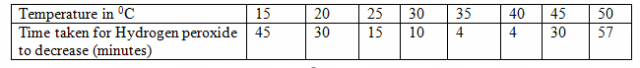 Temperature in ⁰C 15 20 25 30 35 40 45 50
Time taken for Hydrogen peroxide 45 30 15 10 4 4 30 57
to decrease (minutes)